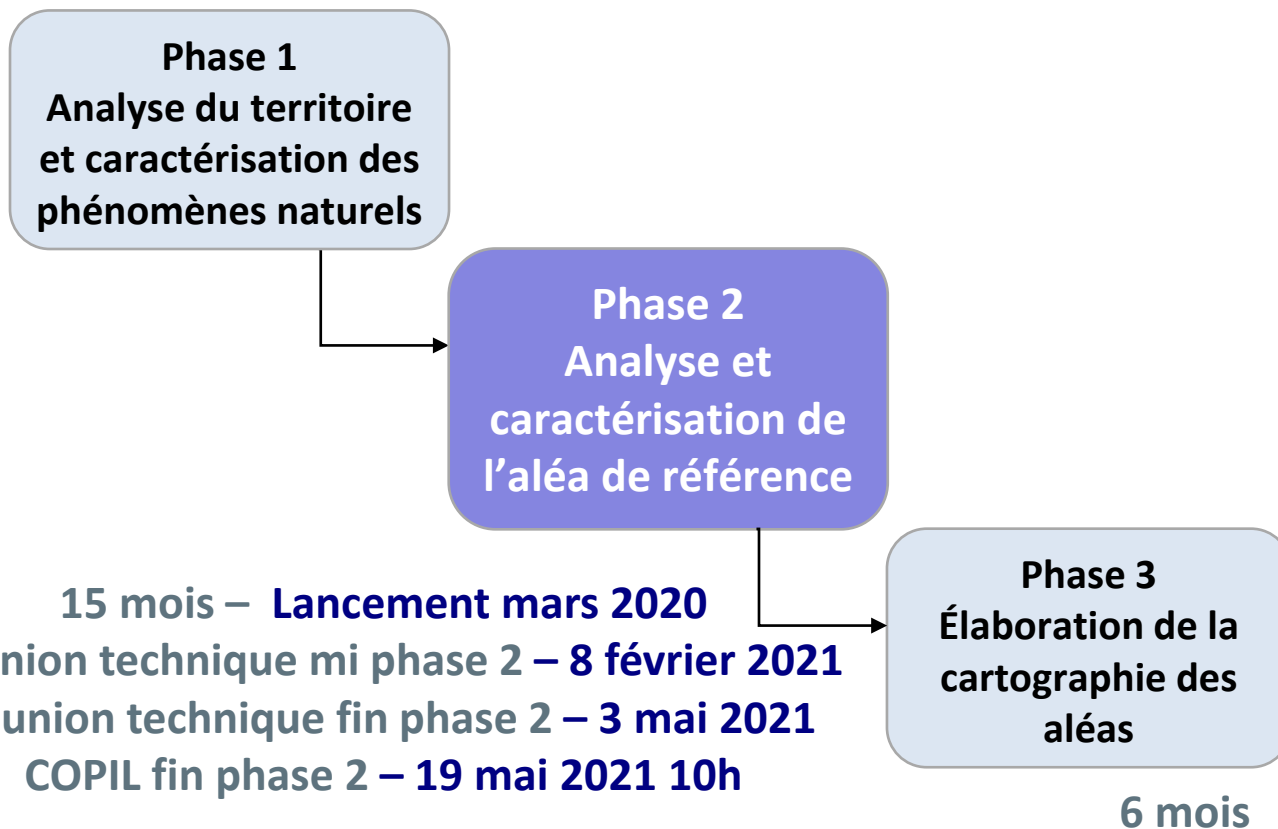 Phase 1
Analyse du territoire
et caractérisation des
phénomènes naturels
Phase 2
Analyse et
caractérisation de
l’aléa de référence
Phase 3
Élaboration de la
cartographie des
aléas
15 mois – Lancement mars 2020
nion technique mi phase 2 – 8 février 2021
union technique fin phase 2 – 3 mai 2021
COPIL fin phase 2 – 19 mai 2021 10h
6 mois